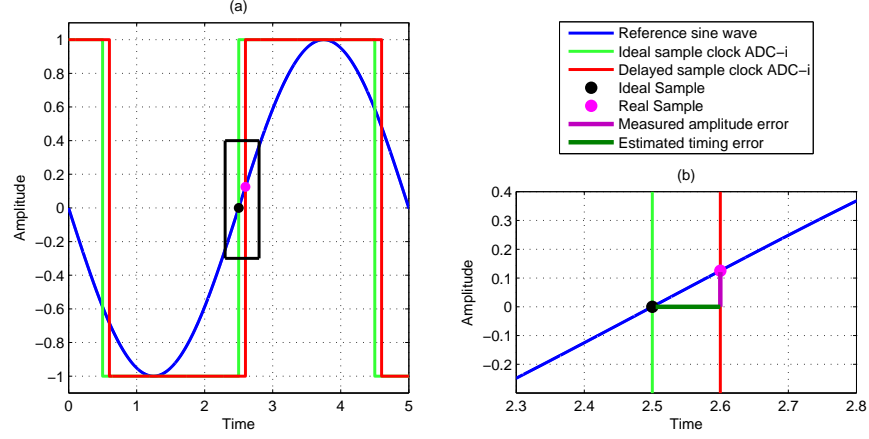 (a)
1
0.8
0.6
0.4
0.2
0
−0.2
−0.4
−0.6
−0.8
−1
Amplitude
0 1 2 3 4 5
Time
Reference sine wave
Ideal sample clock ADC−i
Delayed sample clock ADC−i
Ideal Sample
Real Sample
Measured amplitude error
Estimated timing error
(b)
0.4
0.3
0.2
0.1
0
−0.1
−0.2
Amplitude
2.3 2.4 2.5 2.6 2.7 2.8
Time